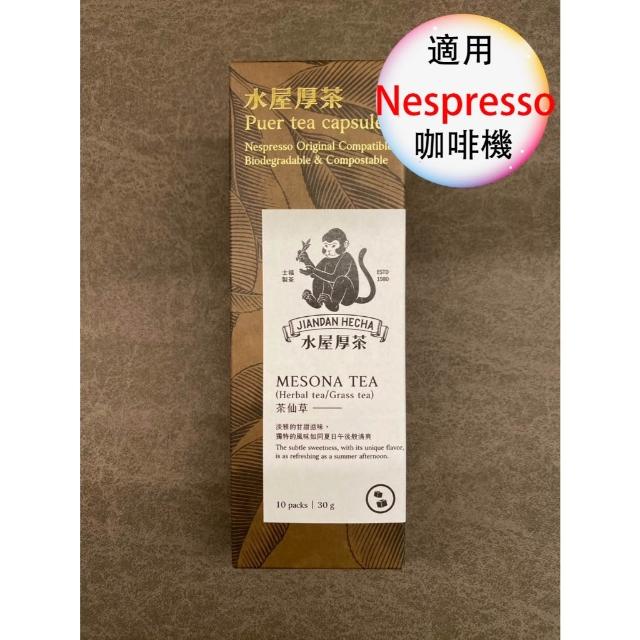 適用
Nespresso
咖啡機
水屋厚茶
Puer tea capsule
Nespresso Original Compatible
Biodegradable & Compostable
士福
製茶
ESTD
1980
JIANDAN HECHA
水屋厚茶
MESONA TEA
(Herbal tea/Grass tea)
茶仙草
淡雅的甘甜滋味，
獨特的風味如同夏日午後般清爽
The subtle sweetness, with its unique flavor,
is as refreshing as a summer afternoon.
10 packs | 30 g